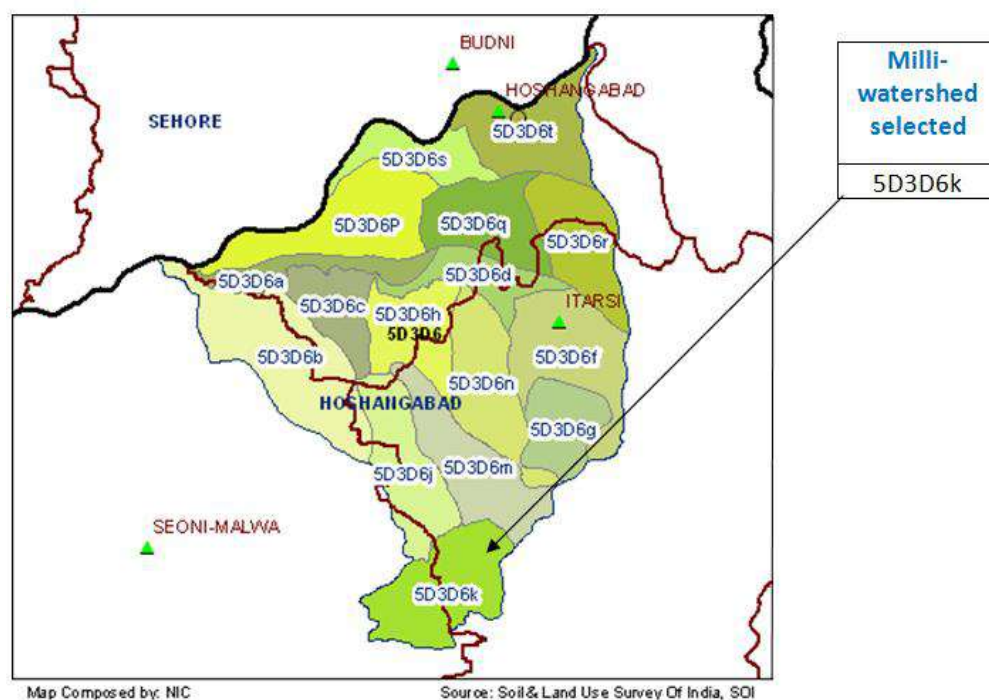 BUDNI
HOSHANGABAD
SEHORE
5D3D6t
5D3D6s
5D3D6P
5D3D6q
5D3D6r
5D3D6a
5D3D6d
5D3D6c
5D3D6h
ITARSI
5D3D6
5D3D6b
5D3D6f
5D3D6n
HOSHANGABAD
5D3D6g
5D3D6j
5D3D6m
SEONI-MALWA
5D3D6k
Map Composed by: NIC
Source: Soil & Land Use Survey Of India, SOI
Milli-
watershed
selected
5D3D6k